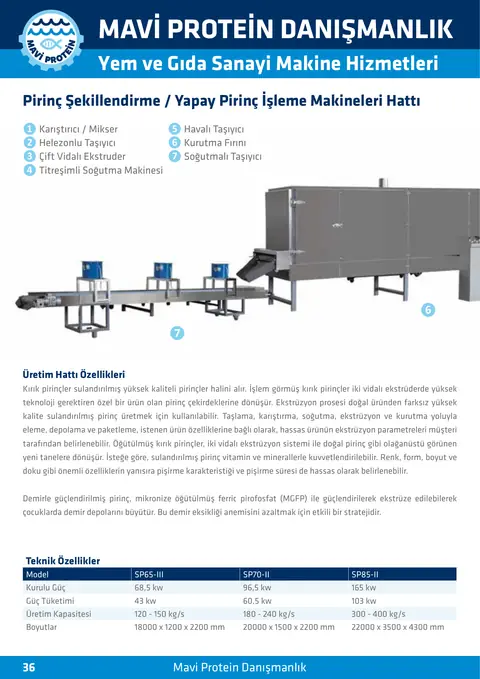 MAVİ PROTEİN
MAVİ PROTEİN DANIŞMANLIK
Yem ve Gıda Sanayi Makine Hizmetleri
Pirinç Şekillendirme / Yapay Pirinç İşleme Makineleri Hattı
1 Karıştırıcı / Mikser
2 Helezonlu Taşıyıcı
3 Çift Vidalı Ekstruder
4 Titreşimli Soğutma Makinesi
5 Havalı Taşıyıcı
6 Kurutma Fırını
7 Soğutmalı Taşıyıcı
6
7
Üretim Hattı Özellikleri
Kırık pirinçler sulandırılmış yüksek kaliteli pirinçler halini alır. İşlem görmüş kırık pirinçler iki vidalı ekstrüderde yüksek
teknoloji gerektiren özel bir ürün olan pirinç çekirdeklerine dönüşür. Ekstrüzyon prosesi doğal üründen farksız yüksek
kalite sulandırılmış pirinç üretmek için kullanılabilir. Taşlama, karıştırma, soğutma, ekstrüzyon ve kurutma yoluyla
eleme, depolama ve paketleme, istenen ürün özelliklerine bağlı olarak, hassas ürünün ekstrüzyon parametreleri müşteri
tarafından belirlenebilir. Öğütülmüş kırık pirinçler, iki vidalı ekstrüzyon sistemi ile doğal pirinç gibi olağanüstü görünen
yeni tanelere dönüşür. İsteğe göre, sulandırılmış pirinç vitamin ve minerallerle kuvvetlendirilebilir. Renk, form, boyut ve
doku gibi önemli özelliklerin yanısıra pişirme karakteristiği ve pişirme süresi de hassas olarak belirlenebilir.
Demirle güçlendirilmiş pirinç, mikronize öğütülmüş ferric pirofosfat (MGFP) ile güçlendirilerek ekstrüze edilebilerek
çocuklarda demir depolarını büyütür. Bu demir eksikliği anemisini azaltmak için etkili bir stratejidir.
Teknik Özellikler
Model SP65-III SP70-II SP85-II
Kurulu Güç 68,5 kw 96,5 kw 165 kw
Güç Tüketimi 43 kw 60,5 kw 103 kw
Üretim Kapasitesi 120 - 150 kg/s 180 - 240 kg/s 300 - 400 kg/s
Boyutlar 18000 x 1200 x 2200 mm 20000 x 1500 x 2200 mm 22000 x 3500 x 4300 mm
36 Mavi Protein Danışmanlık